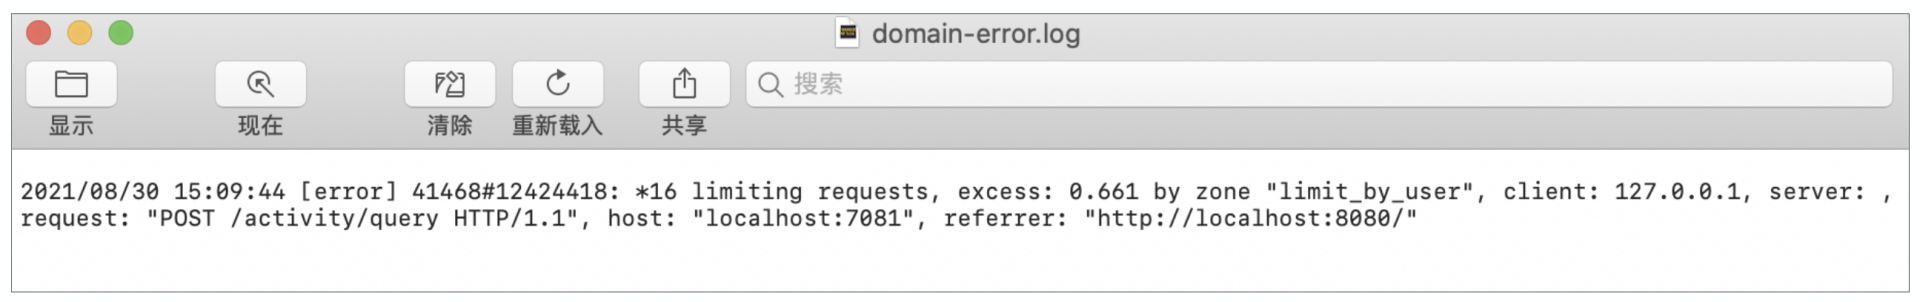 domain-error.log
搜索
显示
现在
清除
重新载入
共享
2021/08/30 15:09:44 [error] 41468#12424418: *16 limiting requests, excess: 0.661 by zone "limit_by_user", client: 127.0.0.1, server: ,
request: "POST /activity/query HTTP/1.1", host: "localhost:7081", referrer: "http://localhost:8080/"